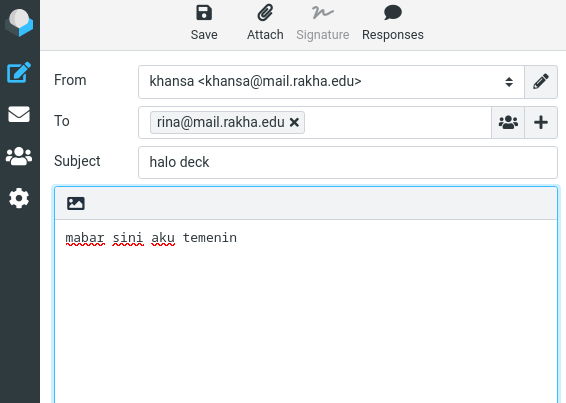 Save Attach Signature Responses
From khansa <khansa@mail.rakha.edu>
To rina@mail.rakha.edu
Subject halo deck
mabar sini aku temenin